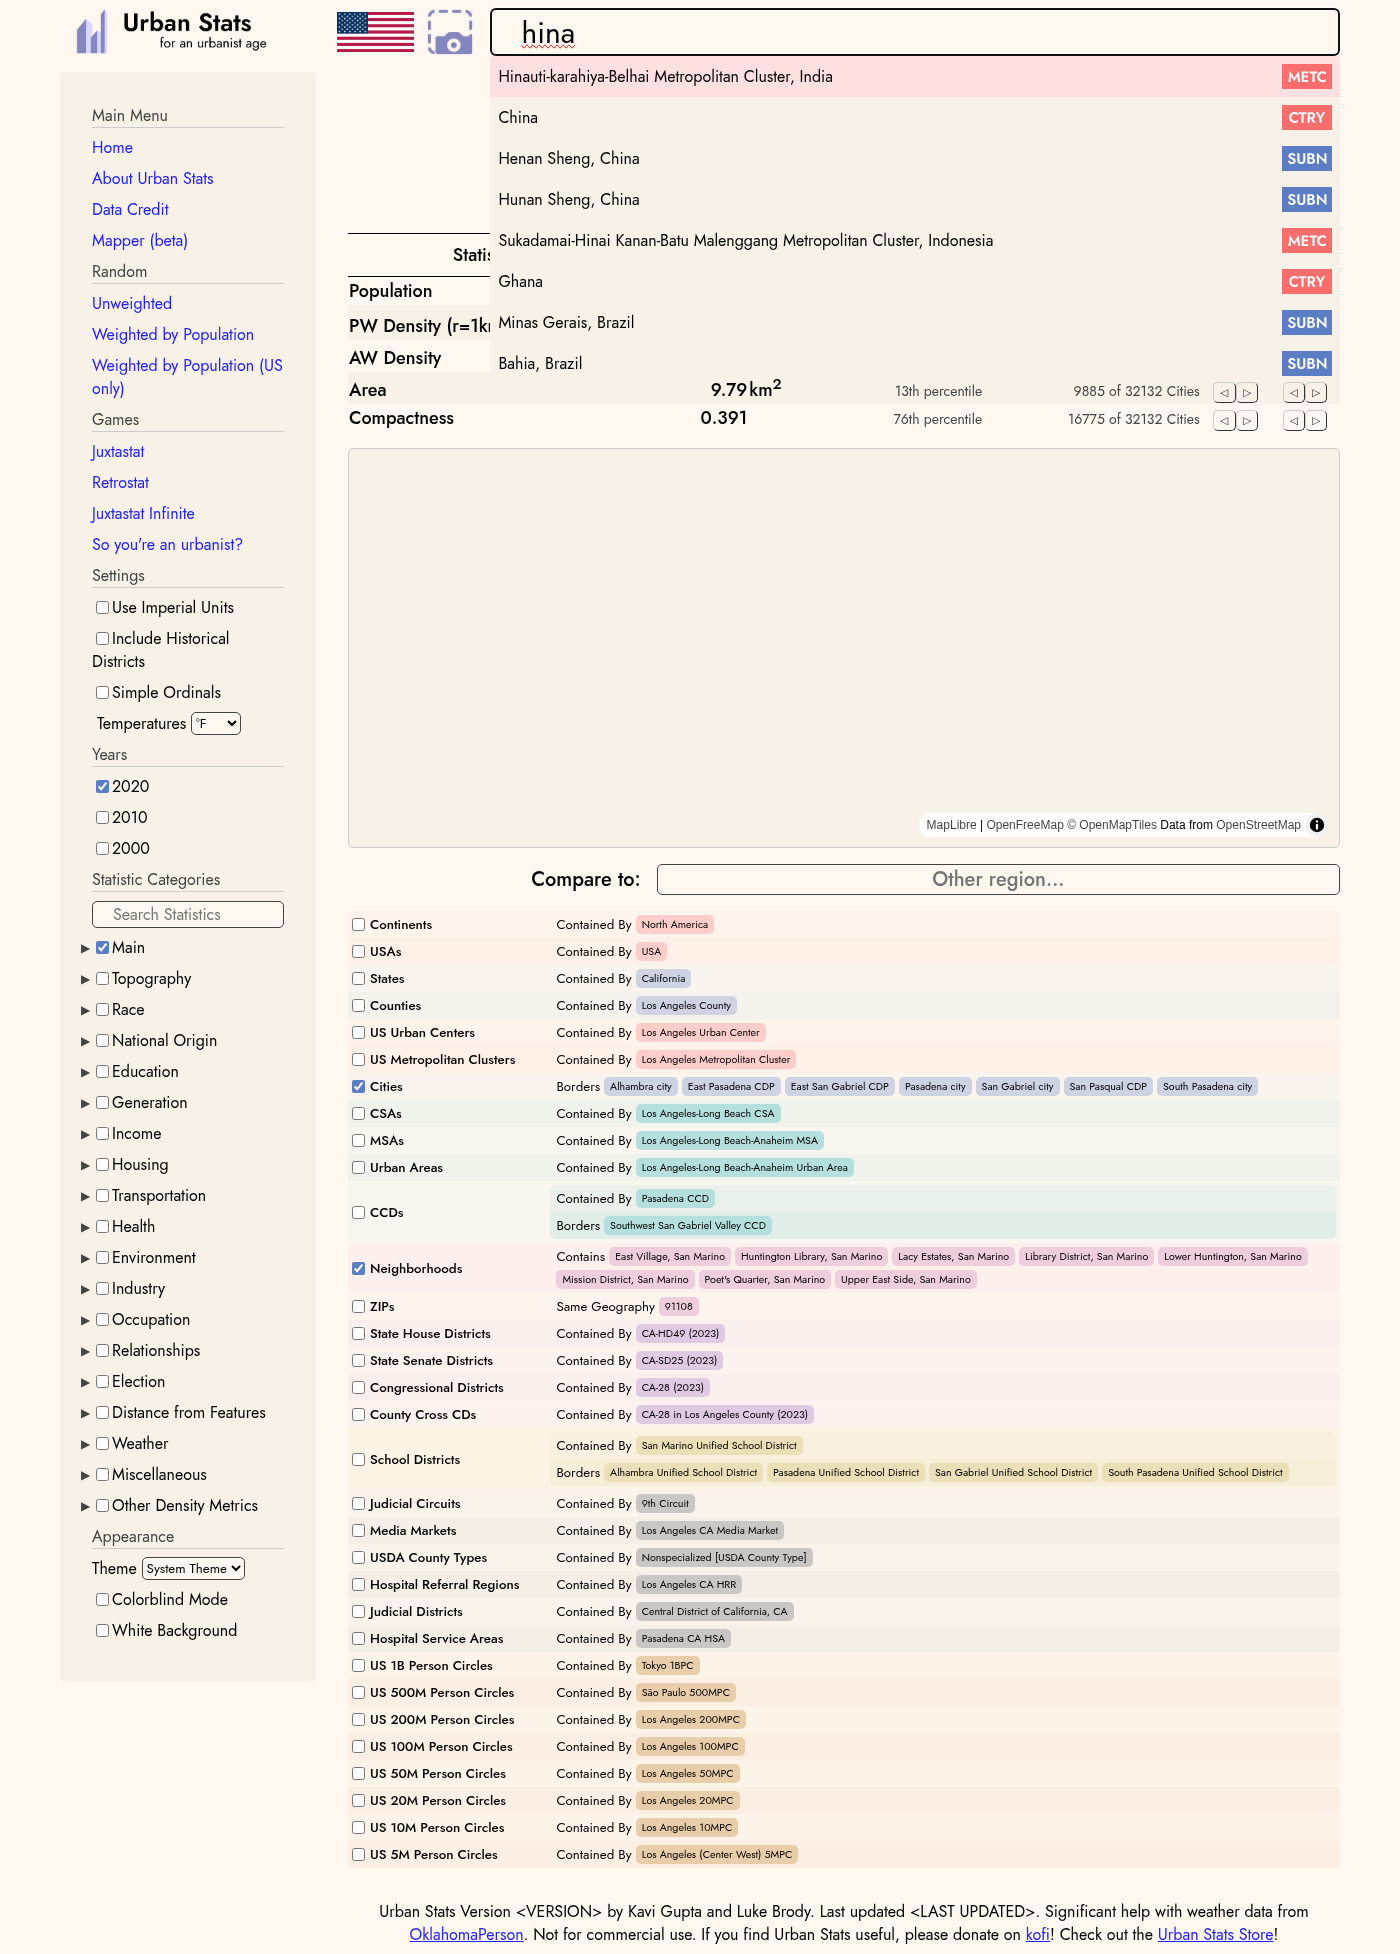 Urban Stats
for an urbanist age
hina
Hinauti-karahiya-Belhai Metropolitan Cluster, India METC
China CTRY
Henan Sheng, China SUBN
Hunan Sheng, China SUBN
Sukadamai-Hinai Kanan-Batu Malenggang Metropolitan Cluster, Indonesia METC
Ghana CTRY
Minas Gerais, Brazil SUBN
Bahia, Brazil SUBN
Main Menu
Home
About Urban Stats
Data Credit
Mapper (beta)
Random
Unweighted
Weighted by Population
Weighted by Population (US
only)
Games
Juxtastat
Retrostat
Juxtastat Infinite
So you're an urbanist?
Settings
Use Imperial Units
Include Historical
Districts
Simple Ordinals
Temperatures °F
Years
2020
2010
2000
Statistic Categories
Search Statistics
Main
Topography
Race
National Origin
Education
Generation
Income
Housing
Transportation
Health
Environment
Industry
Occupation
Relationships
Election
Distance from Features
Weather
Miscellaneous
Other Density Metrics
Appearance
Theme System Theme
Colorblind Mode
White Background
Statis
Population
PW Density (r=1k
AW Density
Area 9.79 km² 13th percentile 9885 of 32132 Cities
Compactness 0.391 76th percentile 16775 of 32132 Cities
MapLibre | OpenFreeMap © OpenMapTiles Data from OpenStreetMap
Compare to: Other region...
Continents Contained By North America
USAs Contained By USA
States Contained By California
Counties Contained By Los Angeles County
US Urban Centers Contained By Los Angeles Urban Center
US Metropolitan Clusters Contained By Los Angeles Metropolitan Cluster
Cities Borders Alhambra city East Pasadena CDP East San Gabriel CDP Pasadena city San Gabriel city San Pasqual CDP South Pasadena city
CSAs Contained By Los Angeles-Long Beach CSA
MSAs Contained By Los Angeles-Long Beach-Anaheim MSA
Urban Areas Contained By Los Angeles-Long Beach-Anaheim Urban Area
CCDs Contained By Pasadena CCD
Borders Southwest San Gabriel Valley CCD
Neighborhoods Contains East Village, San Marino Huntington Library, San Marino Lacy Estates, San Marino Library District, San Marino Lower Huntington, San Marino
Mission District, San Marino Poet's Quarter, San Marino Upper East Side, San Marino
ZIPs Same Geography 91108
State House Districts Contained By CA-HD49 (2023)
State Senate Districts Contained By CA-SD25 (2023)
Congressional Districts Contained By CA-28 (2023)
County Cross CDs Contained By CA-28 in Los Angeles County (2023)
School Districts Contained By San Marino Unified School District
Borders Alhambra Unified School District Pasadena Unified School District San Gabriel Unified School District South Pasadena Unified School District
Judicial Circuits Contained By 9th Circuit
Media Markets Contained By Los Angeles CA Media Market
USDA County Types Contained By Nonspecialized [USDA County Type]
Hospital Referral Regions Contained By Los Angeles CA HRR
Judicial Districts Contained By Central District of California, CA
Hospital Service Areas Contained By Pasadena CA HSA
US 1B Person Circles Contained By Tokyo 1BPC
US 500M Person Circles Contained By São Paulo 500MPC
US 200M Person Circles Contained By Los Angeles 200MPC
US 100M Person Circles Contained By Los Angeles 100MPC
US 50M Person Circles Contained By Los Angeles 50MPC
US 20M Person Circles Contained By Los Angeles 20MPC
US 10M Person Circles Contained By Los Angeles 10MPC
US 5M Person Circles Contained By Los Angeles (Center West) 5MPC
Urban Stats Version <VERSION> by Kavi Gupta and Luke Brody. Last updated <LAST UPDATED>. Significant help with weather data from
OklahomaPerson. Not for commercial use. If you find Urban Stats useful, please donate on kofi! Check out the Urban Stats Store!